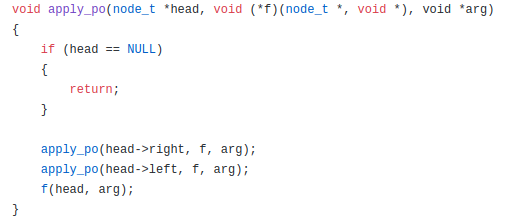 void apply_po(node_t *head, void (*f)(node_t *, void *), void *arg)
{
    if (head == NULL)
    {
        return;
    }

    apply_po(head->right, f, arg);
    apply_po(head->left, f, arg);
    f(head, arg);
}